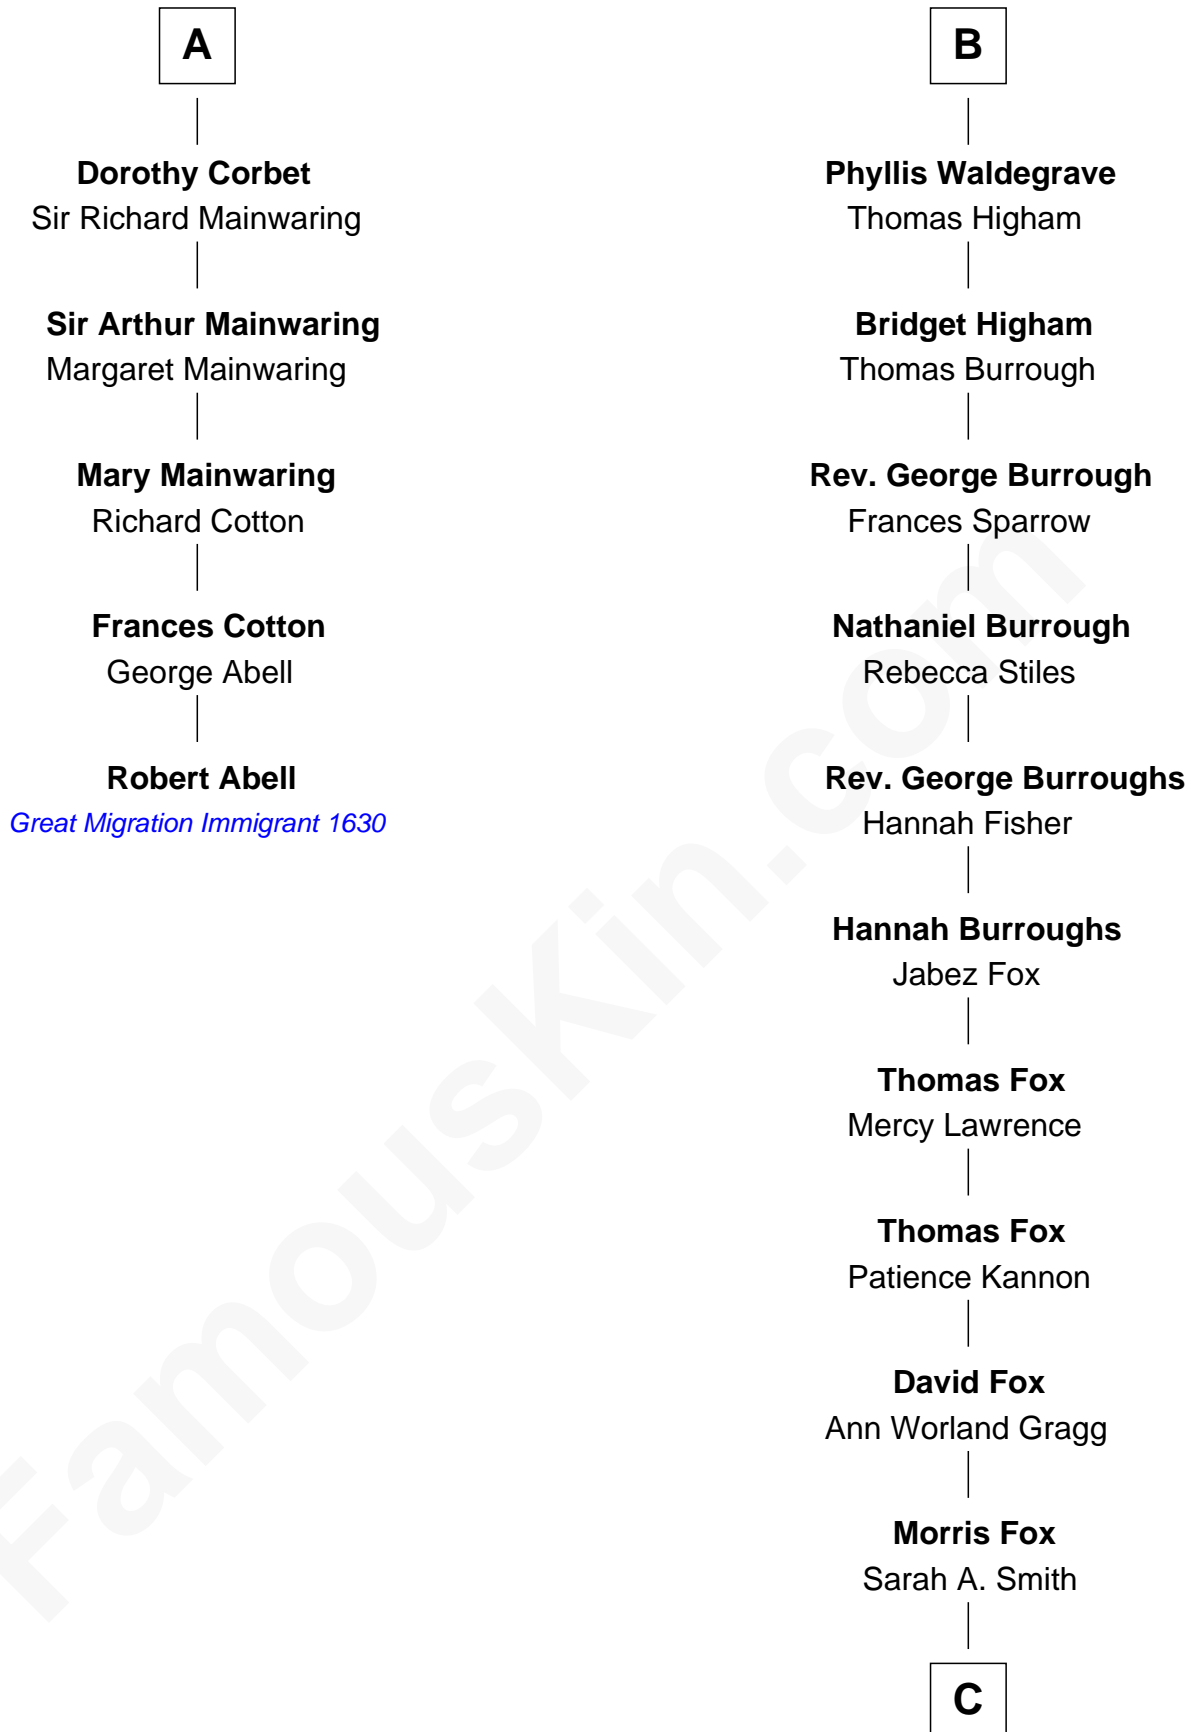 A
Dorothy Corbet
Sir Richard Mainwaring
Sir Arthur Mainwaring
Margaret Mainwaring
Mary Mainwaring
Richard Cotton
Frances Cotton
George Abell
Robert Abell
Great Migration Immigrant 1630
B
Phyllis Waldegrave
Thomas Higham
Bridget Higham
Thomas Burrough
Rev. George Burrough
Frances Sparrow
Nathaniel Burrough
Rebecca Stiles
Rev. George Burroughs
Hannah Fisher
Hannah Burroughs
Jabez Fox
Thomas Fox
Mercy Lawrence
Thomas Fox
Patience Kannon
David Fox
Ann Worland Gragg
Morris Fox
Sarah A. Smith
C
FamousKin.com